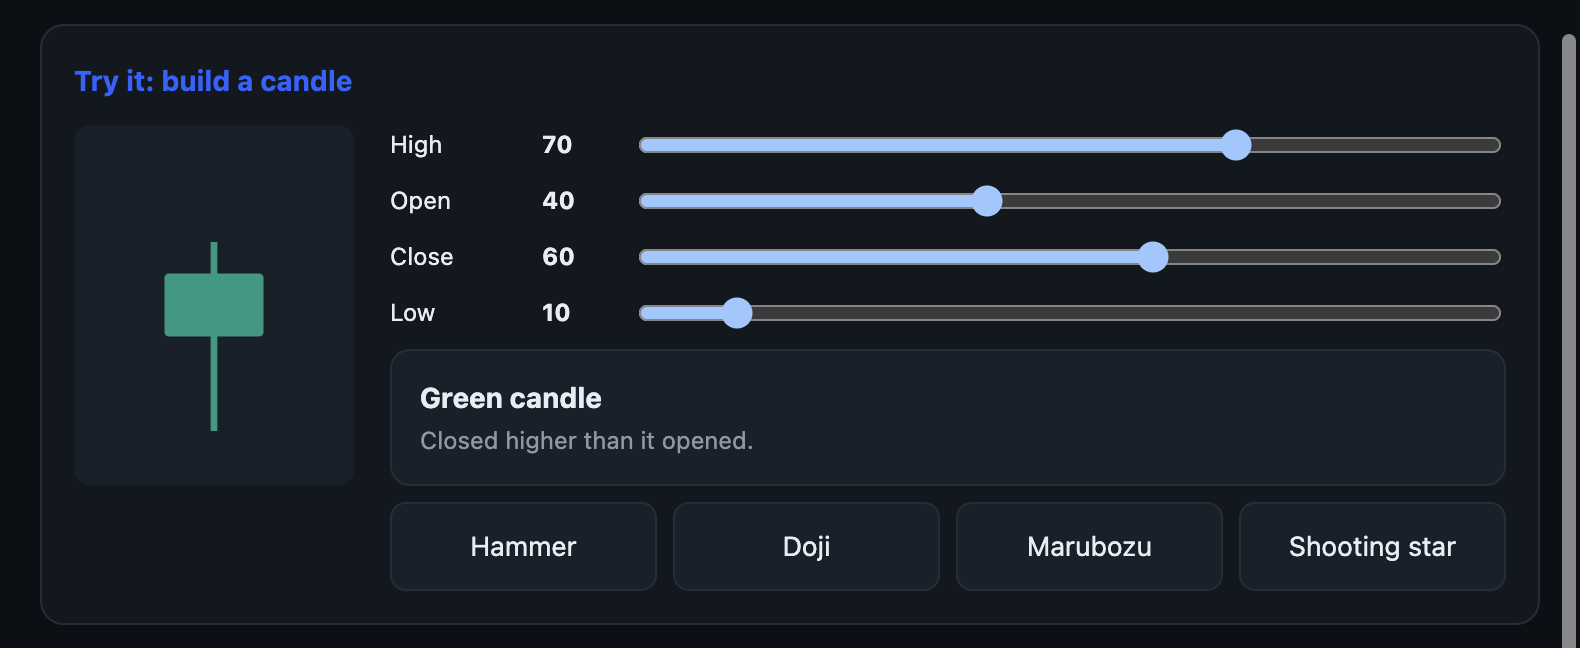 Try it: build a candle
High 70
Open 40
Close 60
Low 10
Green candle
Closed higher than it opened.
Hammer Doji Marubozu Shooting star